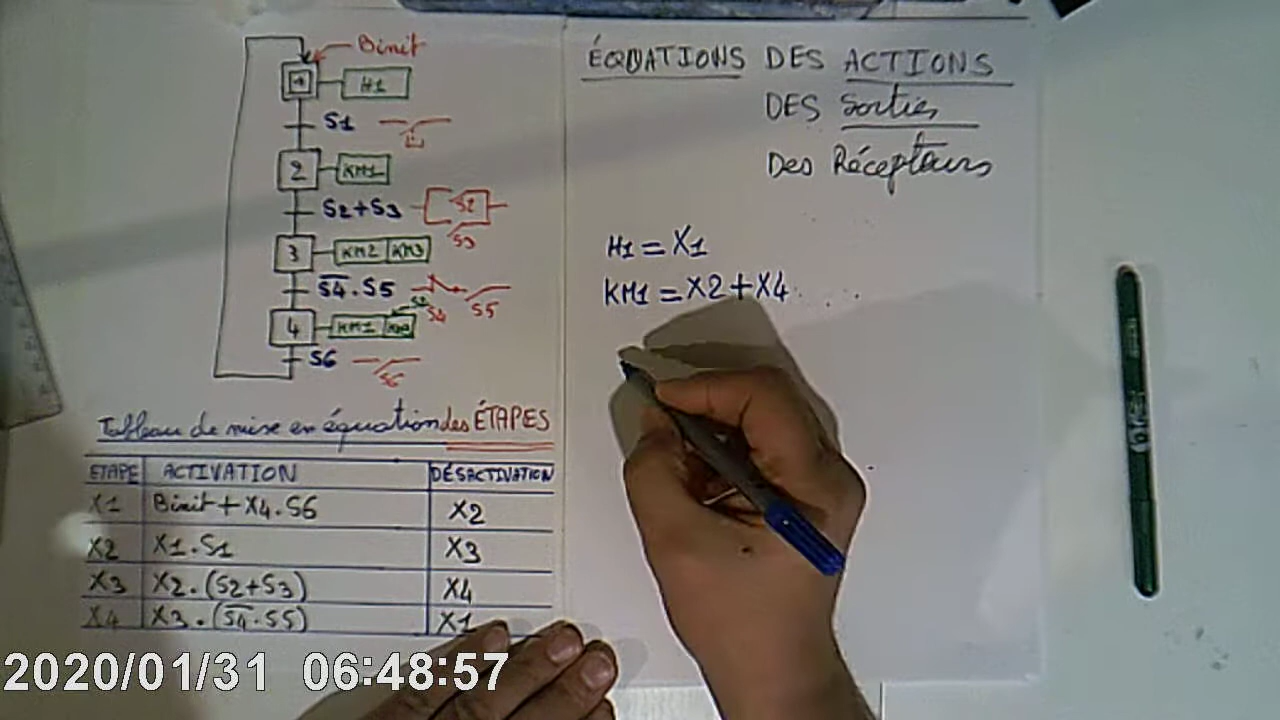 Binit
1 H1
S1
2 KM1
S2+S3 S2
S3
3 KM2 KM3
S4̅.S5 S4 S5
4 KM1
S6 S6
Tableau de mise en équation des ÉTAPES
ETAPE ACTIVATION DÉSACTIVATION
X1 Binit+X4.S6 X2
X2 X1.S1 X3
X3 X2.(S2+S3) X4
X4 X3.(S4̅.S5) X1
ÉQUATIONS DES ACTIONS
DES Sorties
Des Récepteurs
H1=X1
KM1=X2+X4
2020/01/31 06:48:57